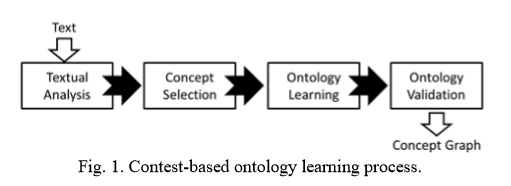 Text
Textual
Analysis
Concept
Selection
Ontology
Learning
Ontology
Validation
Concept Graph
Fig. 1. Contest-based ontology learning process.